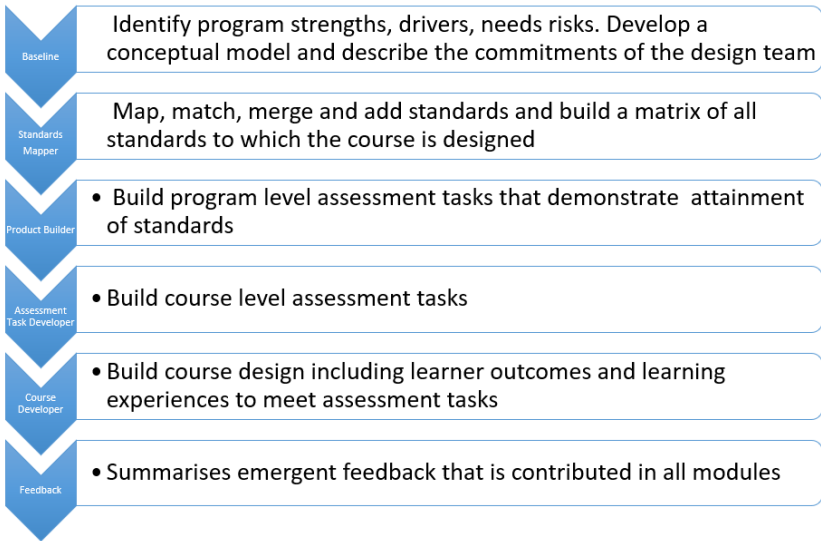 Baseline
Identify program strengths, drivers, needs risks. Develop a
conceptual model and describe the commitments of the design team
Standards
Mapper
Map, match, merge and add standards and build a matrix of all
standards to which the course is designed
Product Builder
• Build program level assessment tasks that demonstrate attainment
of standards
Assessment
Task Developer
• Build course level assessment tasks
Course
Developer
• Build course design including learner outcomes and learning
experiences to meet assessment tasks
Feedback
• Summarises emergent feedback that is contributed in all modules